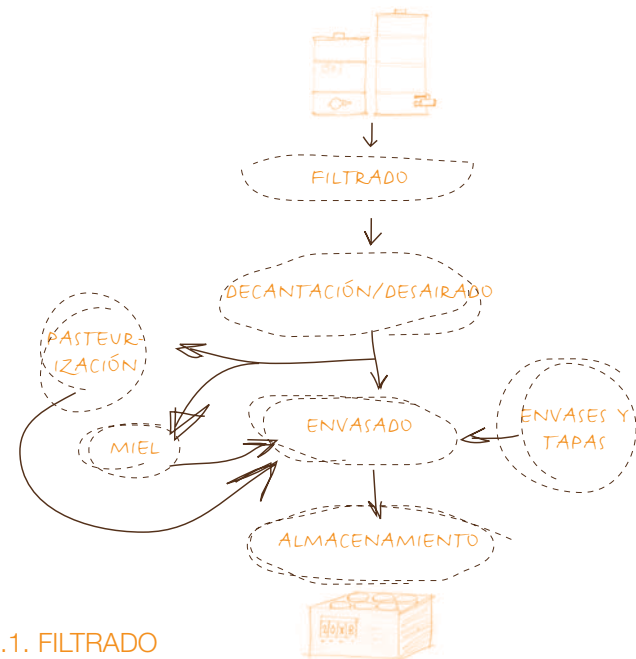 FILTRADO
DECANTACIÓN/DESAIRADO
PASTEUR-
IZACIÓN
ENVASADO
ENVASES Y
TAPAS
MIEL
ALMACENAMIENTO
.1. FILTRADO